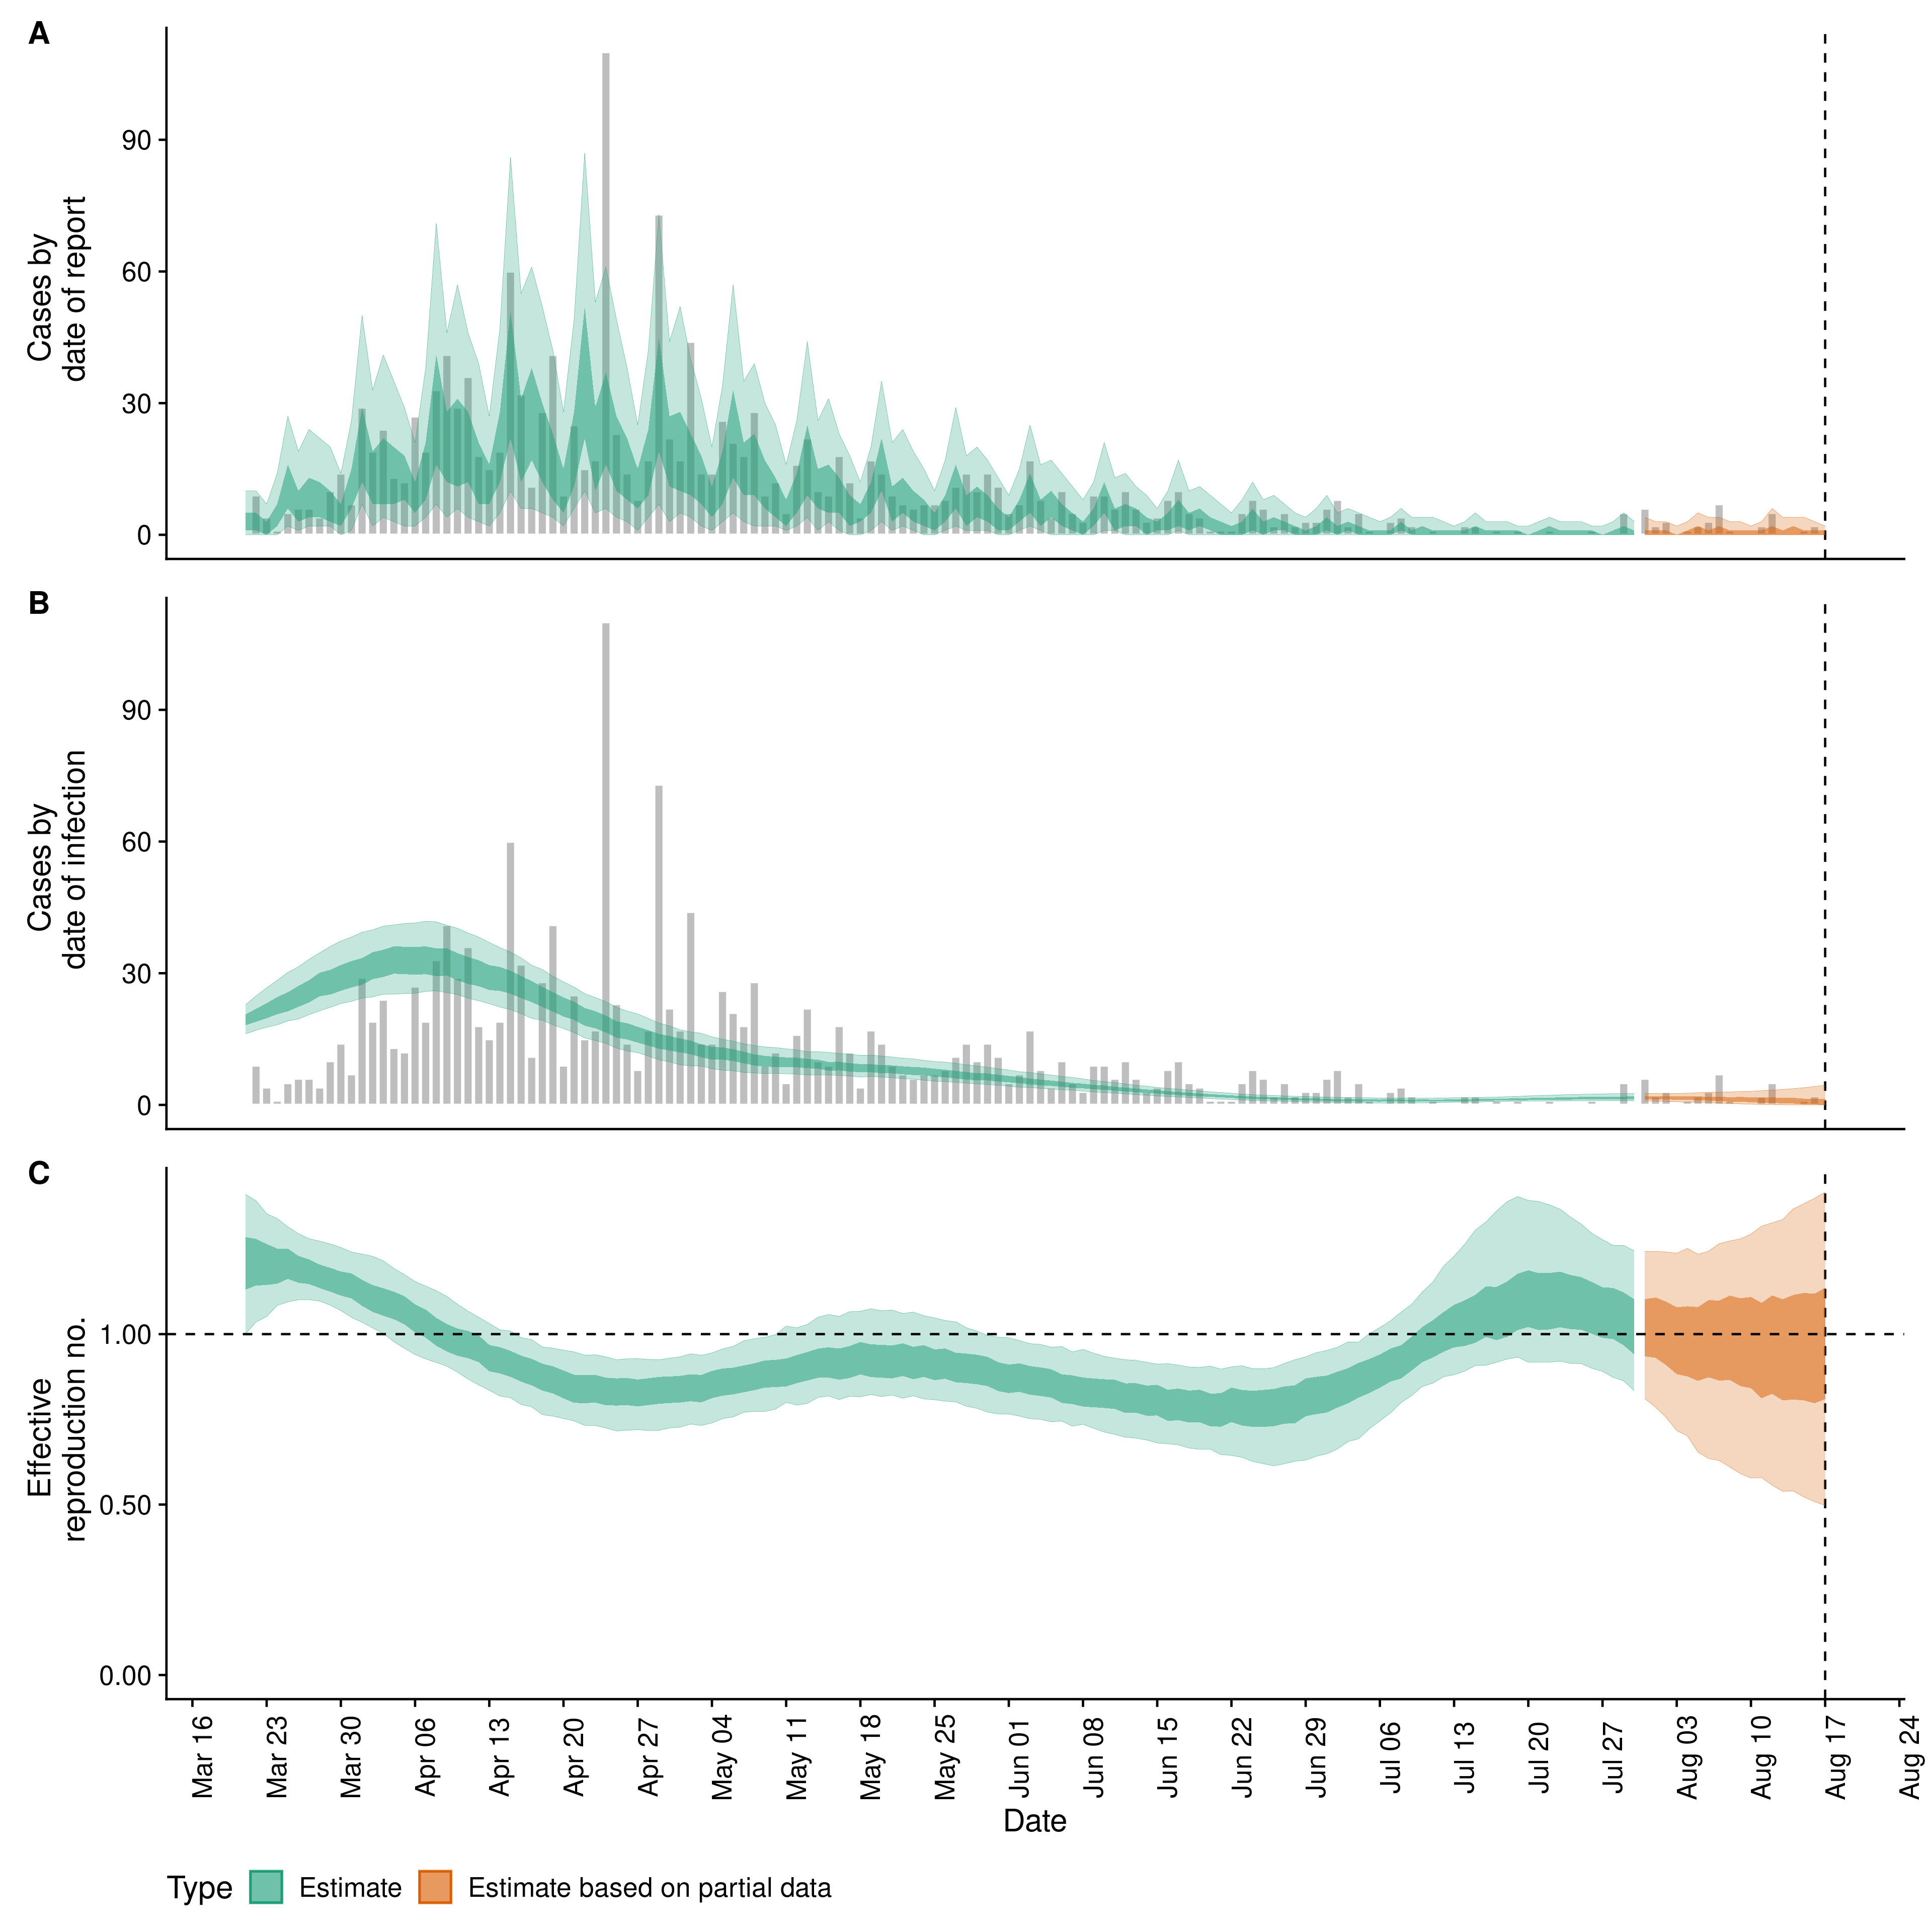 A
90
60
30
0
Cases by
date of report
B
90
60
30
0
Cases by
date of infection
C
1.00
0.50
0.00
Effective
reproduction no.
Mar 16
Mar 23
Mar 30
Apr 06
Apr 13
Apr 20
Apr 27
May 04
May 11
May 18
May 25
Jun 01
Jun 08
Jun 15
Jun 22
Jun 29
Jul 06
Jul 13
Jul 20
Jul 27
Aug 03
Aug 10
Aug 17
Aug 24
Date
Type Estimate Estimate based on partial data